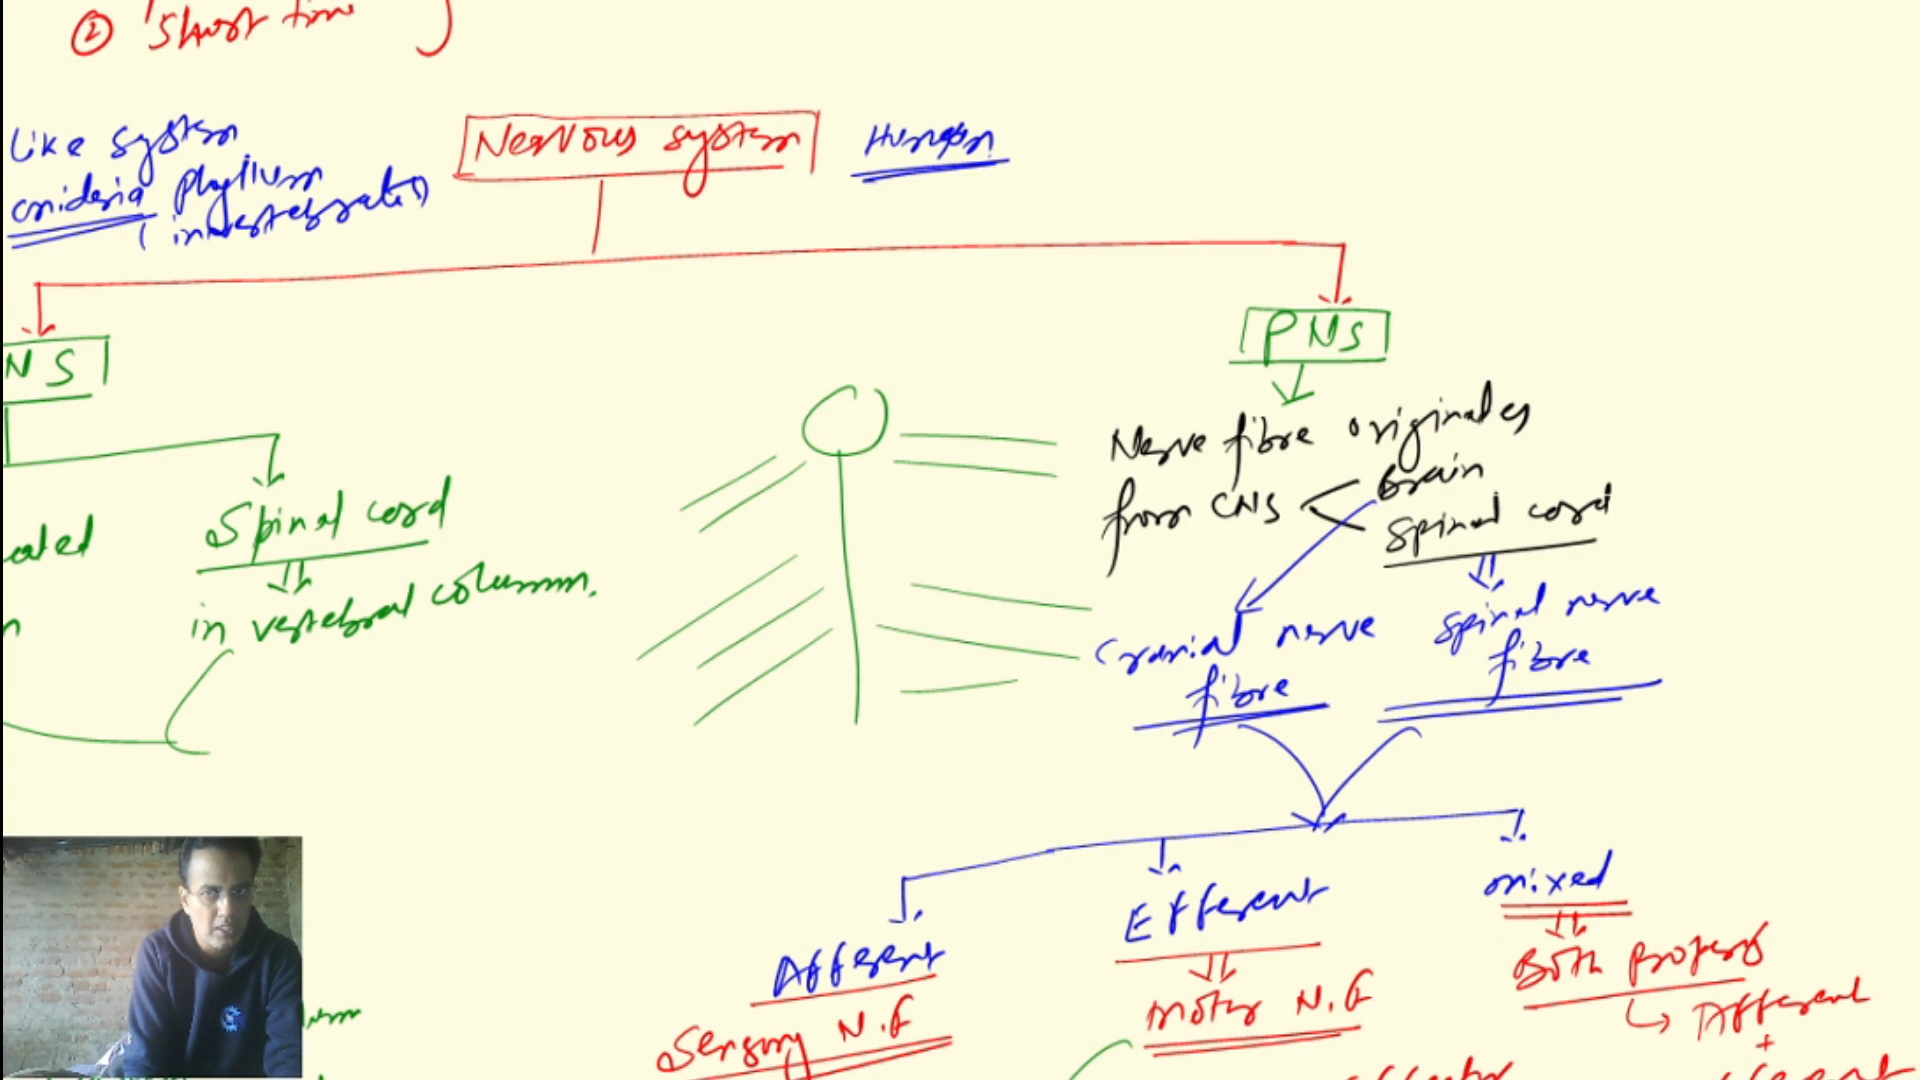 ② Short time
Like system
crideria phyllum
( invertebrates)
Nervous system
Human
NS
PNS
Nerve fibre originates
from CNS
brain
spinal cord
ated
n
Spinal cord
in vertebral column.
cranial nerve
fibre
spinal nerve
fibre
Afferent
Sensory N.F
Efferent
motor N.F
mixed
Both
Afferent
+